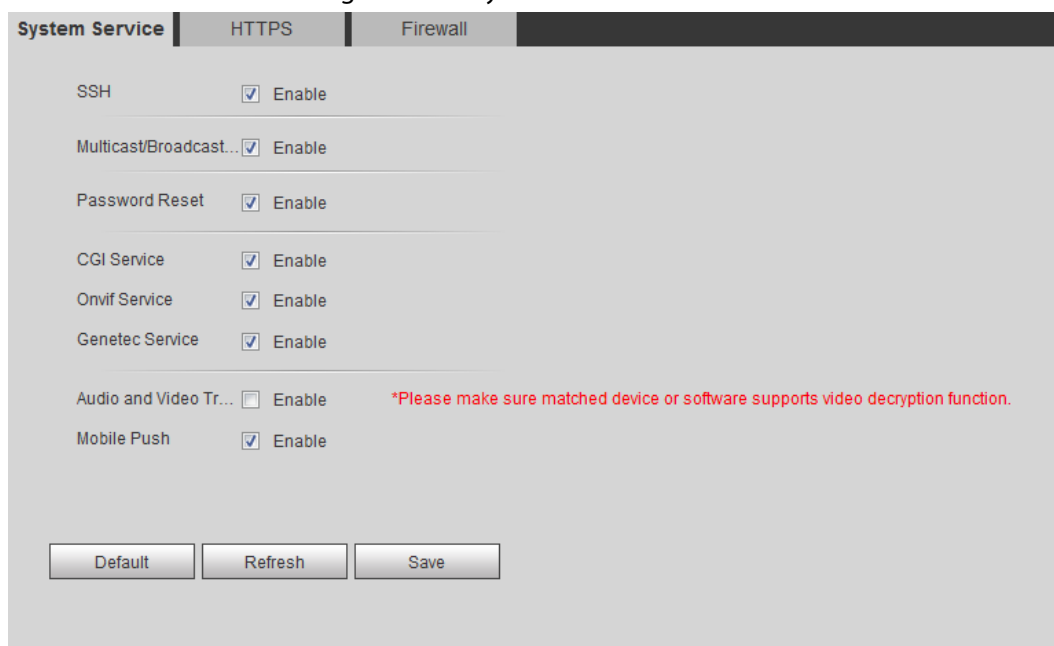 System Service HTTPS Firewall
SSH Enable
Multicast/Broadcast... Enable
Password Reset Enable
CGI Service Enable
Onvif Service Enable
Genetec Service Enable
Audio and Video Tr... Enable *Please make sure matched device or software supports video decryption function.
Mobile Push Enable
Default Refresh Save